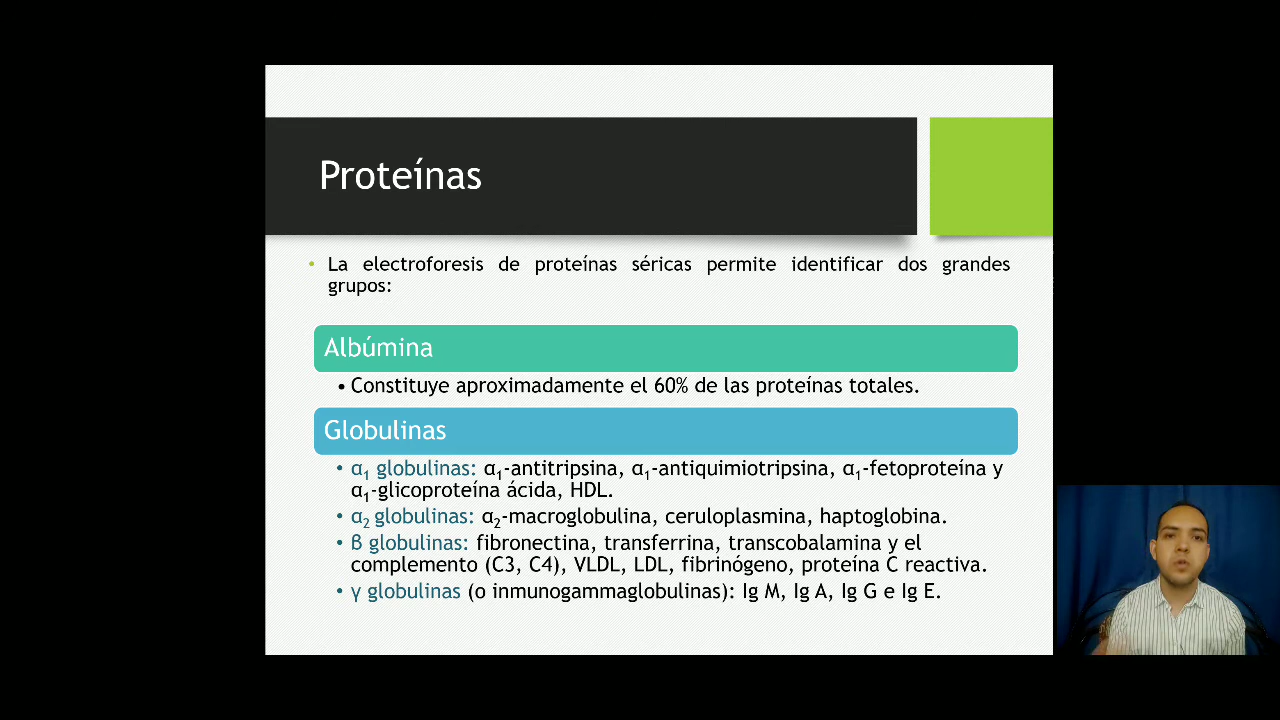 Proteínas
• La electroforesis de proteínas séricas permite identificar dos grandes
grupos:
Albúmina
• Constituye aproximadamente el 60% de las proteínas totales.
Globulinas
• α₁ globulinas: α₁-antitripsina, α₁-antiquimiotripsina, α₁-fetoproteína y
α₁-glicoproteína ácida, HDL.
• α₂ globulinas: α₂-macroglobulina, ceruloplasmina, haptoglobina.
• β globulinas: fibronectina, transferrina, transcobalamina y el
complemento (C3, C4), VLDL, LDL, fibrinógeno, proteína C reactiva.
• γ globulinas (o inmunogammaglobulinas): Ig M, Ig A, Ig G e Ig E.